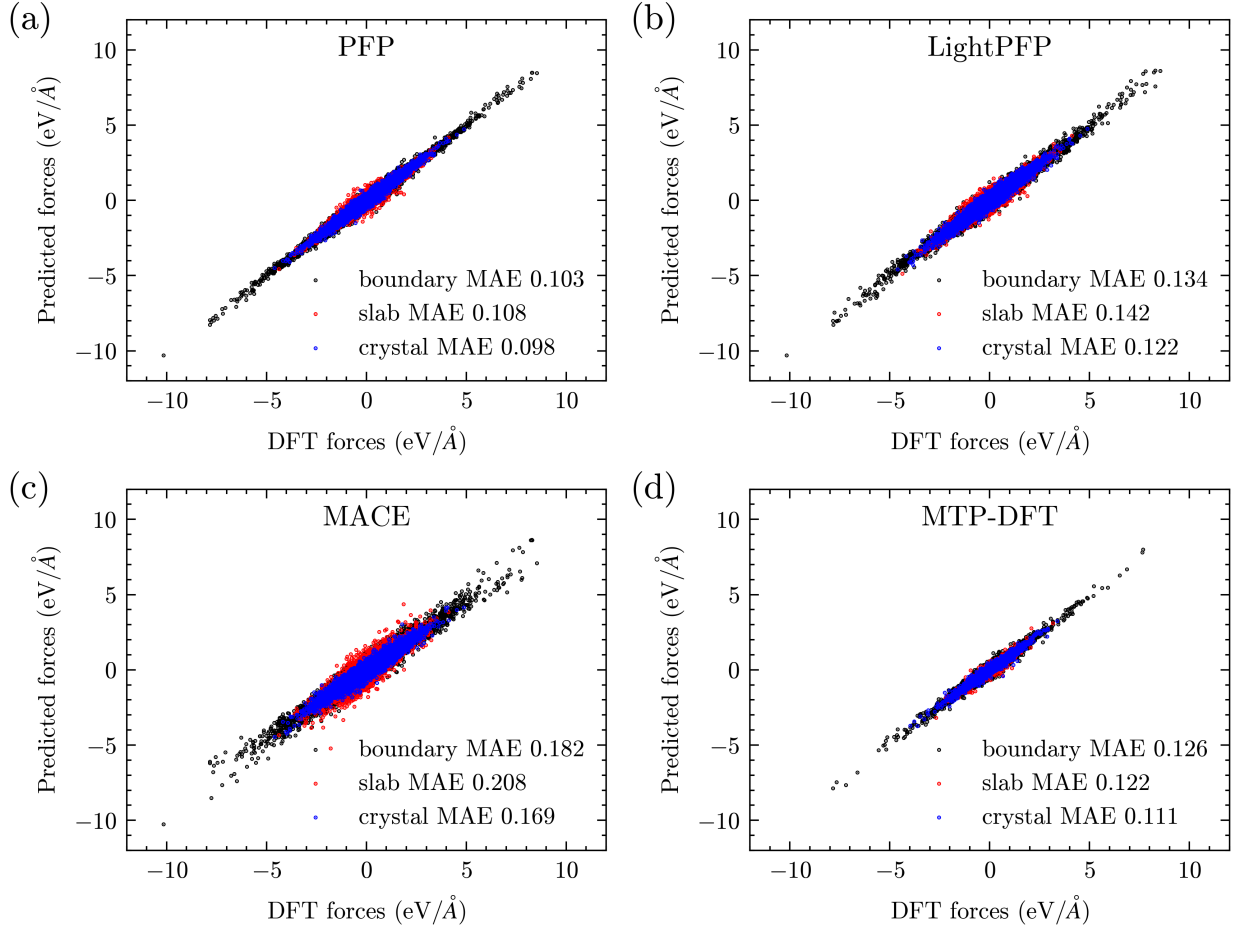 (a)
PFP
10
5
0
−5
−10
Predicted forces (eV/Å)
boundary MAE 0.103
slab MAE 0.108
crystal MAE 0.098
−10 −5 0 5 10
DFT forces (eV/Å)
(b)
LightPFP
10
5
0
−5
−10
Predicted forces (eV/Å)
boundary MAE 0.134
slab MAE 0.142
crystal MAE 0.122
−10 −5 0 5 10
DFT forces (eV/Å)
(c)
MACE
10
5
0
−5
−10
Predicted forces (eV/Å)
boundary MAE 0.182
slab MAE 0.208
crystal MAE 0.169
−10 −5 0 5 10
DFT forces (eV/Å)
(d)
MTP-DFT
10
5
0
−5
−10
Predicted forces (eV/Å)
boundary MAE 0.126
slab MAE 0.122
crystal MAE 0.111
−10 −5 0 5 10
DFT forces (eV/Å)